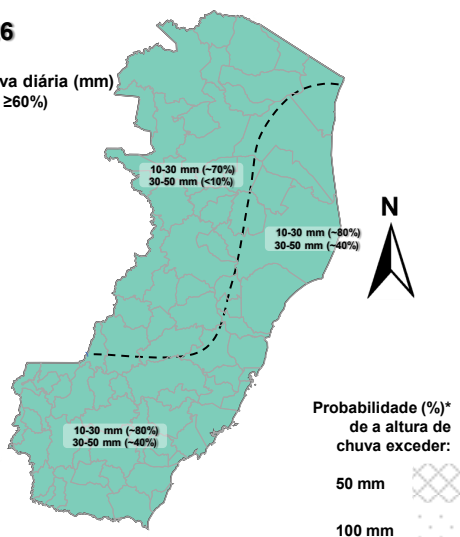 6
va diária (mm)
≥60%)
10-30 mm (~70%)
30-50 mm (<10%)
10-30 mm (~80%)
30-50 mm (~40%)
N
10-30 mm (~80%)
30-50 mm (~40%)
Probabilidade (%)*
de a altura de
chuva exceder:
50 mm
100 mm